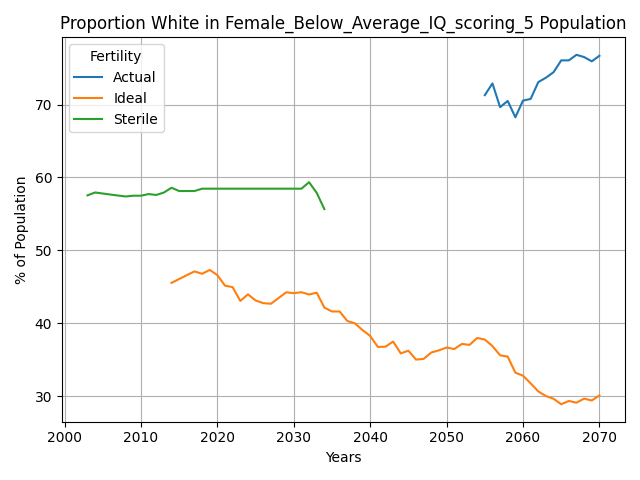 Proportion White in Female_Below_Average_IQ_scoring_5 Population
Fertility
Actual
Ideal
Sterile
% of Population
70
60
50
40
30
2000 2010 2020 2030 2040 2050 2060 2070
Years